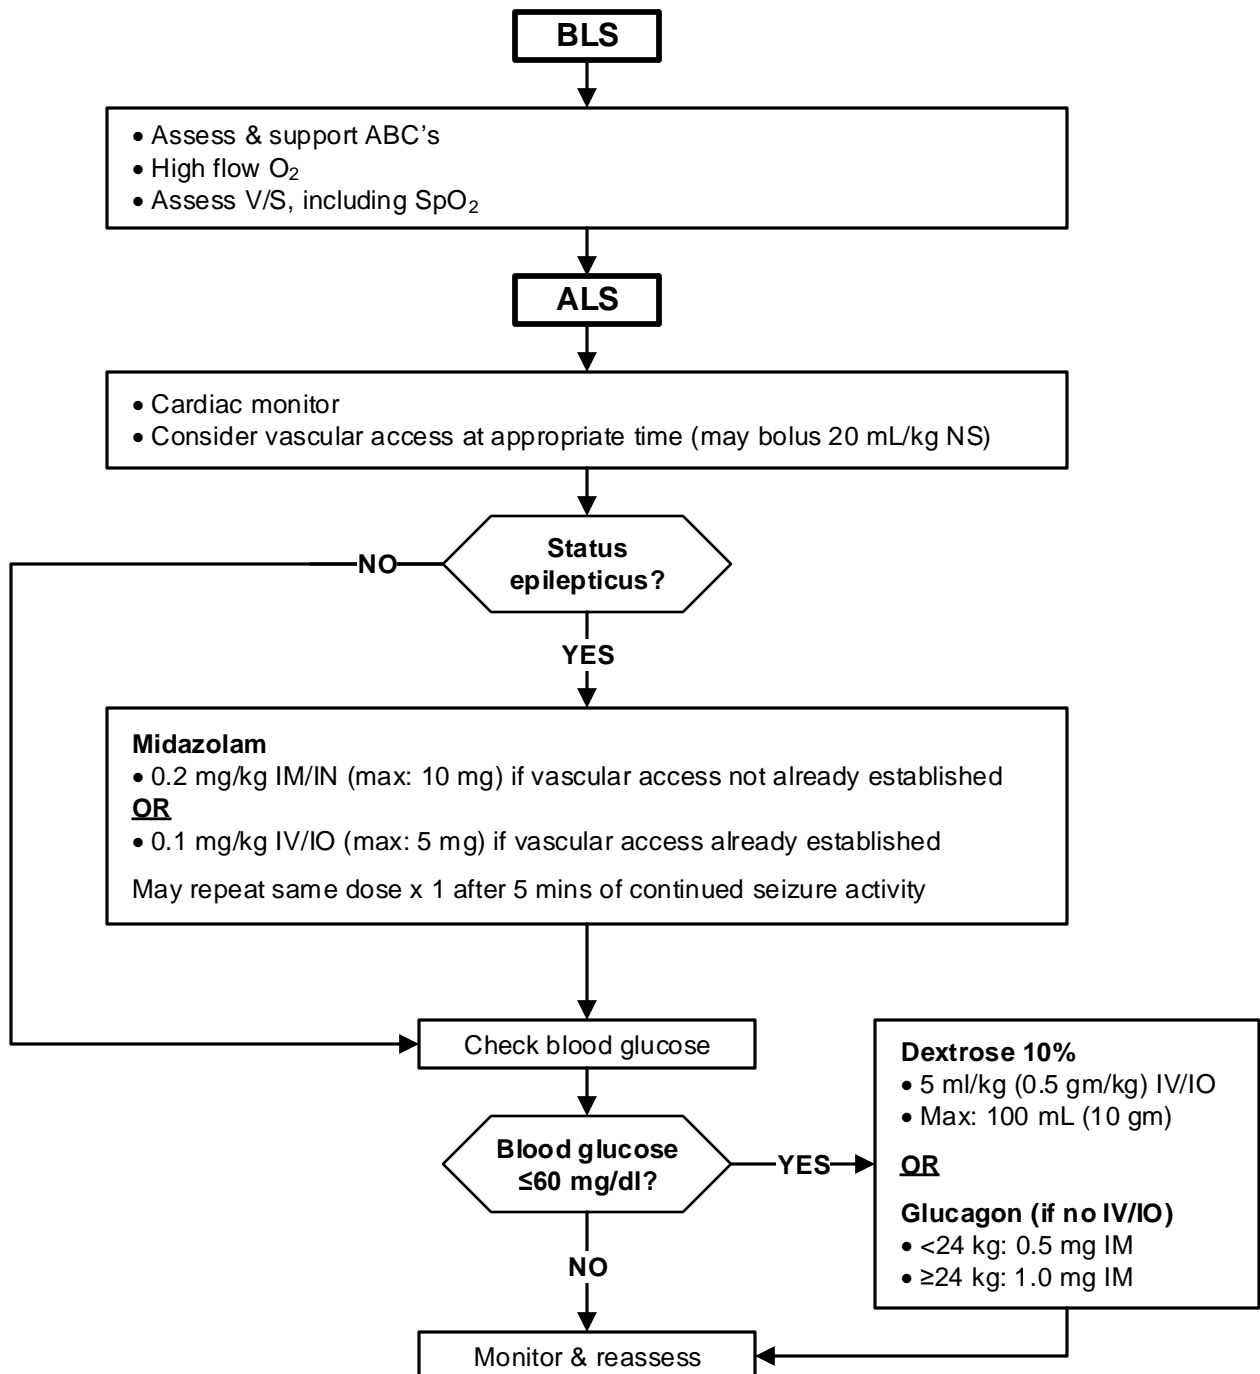 BLS
• Assess & support ABC’s
• High flow O₂
• Assess V/S, including SpO₂
ALS
• Cardiac monitor
• Consider vascular access at appropriate time (may bolus 20 mL/kg NS)
Status
epilepticus?
NO
YES
Midazolam
• 0.2 mg/kg IM/IN (max: 10 mg) if vascular access not already established
OR
• 0.1 mg/kg IV/IO (max: 5 mg) if vascular access already established
May repeat same dose x 1 after 5 mins of continued seizure activity
Check blood glucose
Blood glucose
≤60 mg/dl?
YES
Dextrose 10%
• 5 ml/kg (0.5 gm/kg) IV/IO
• Max: 100 mL (10 gm)
OR
Glucagon (if no IV/IO)
• <24 kg: 0.5 mg IM
• ≥24 kg: 1.0 mg IM
NO
Monitor & reassess